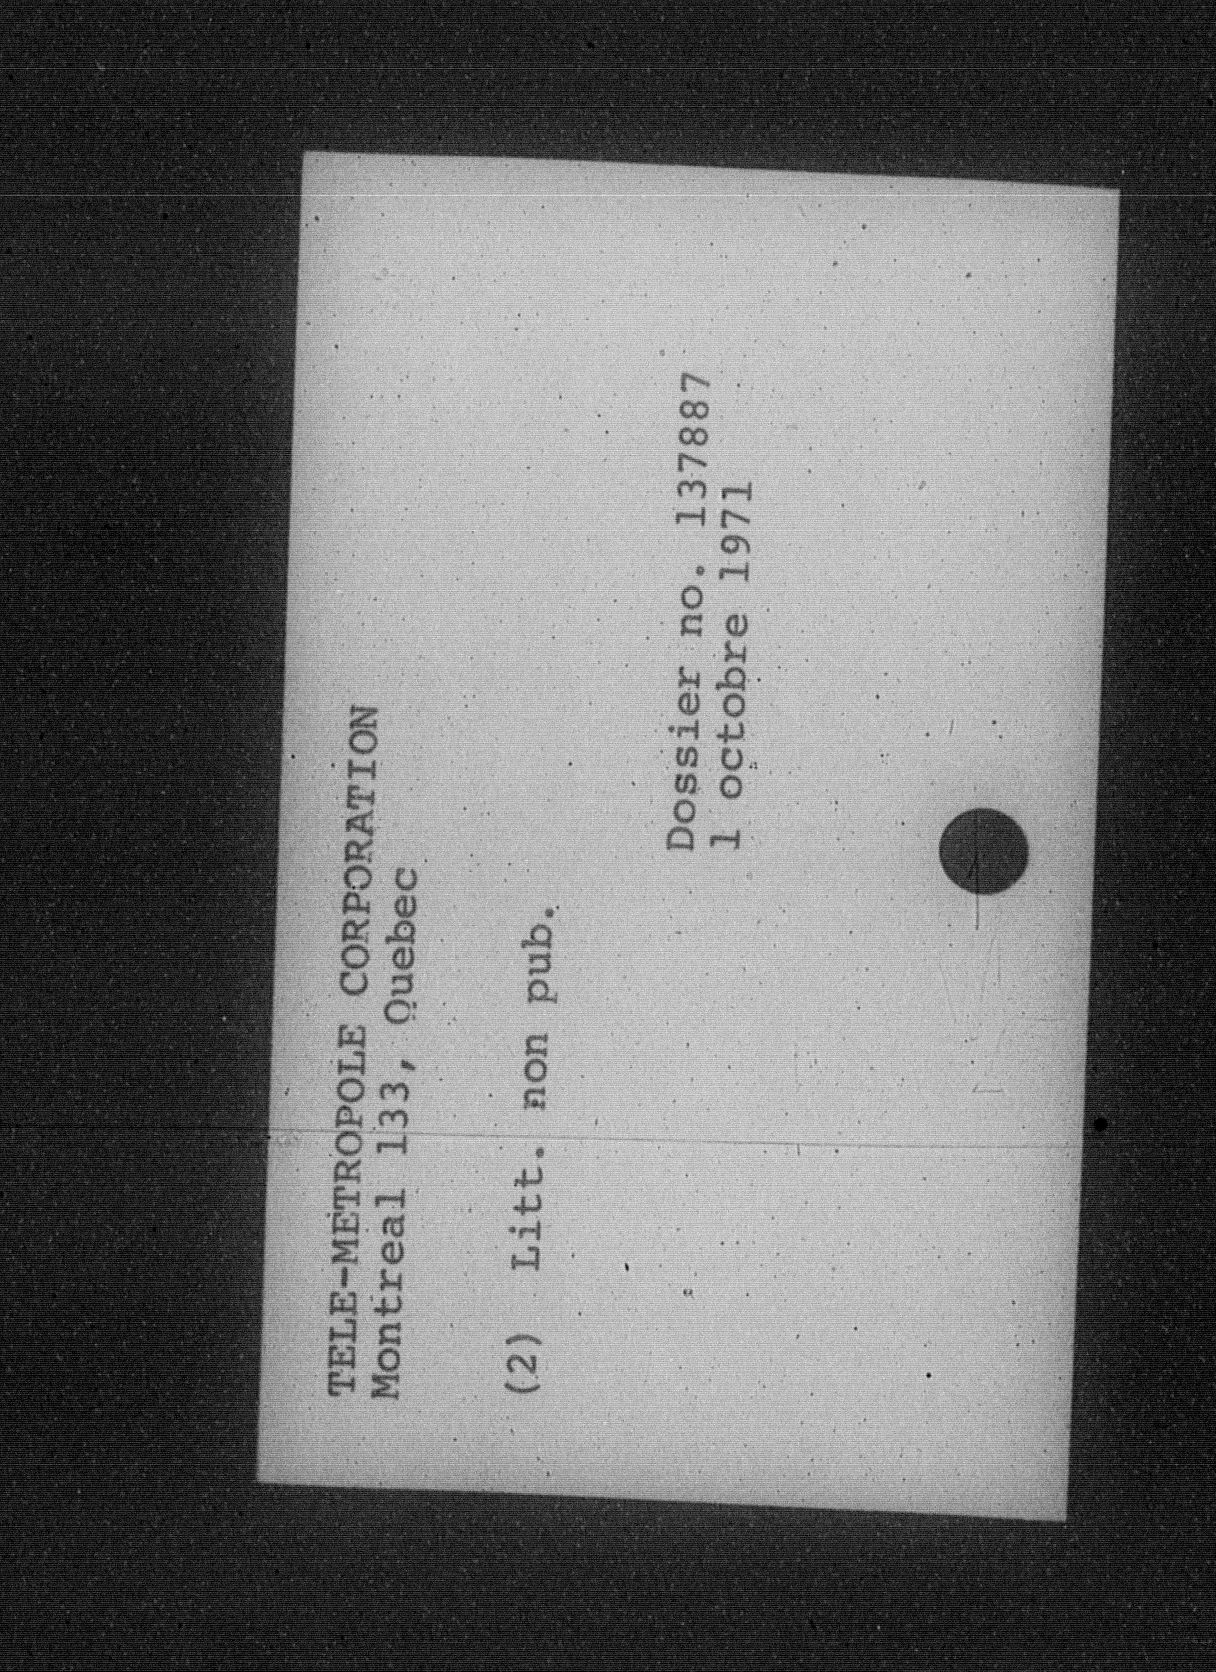 TELE-METROPOLE CORPORATION
Montreal 133, Quebec
(2) Litt. non pub.
Dossier no. 137887
1 octobre 1971